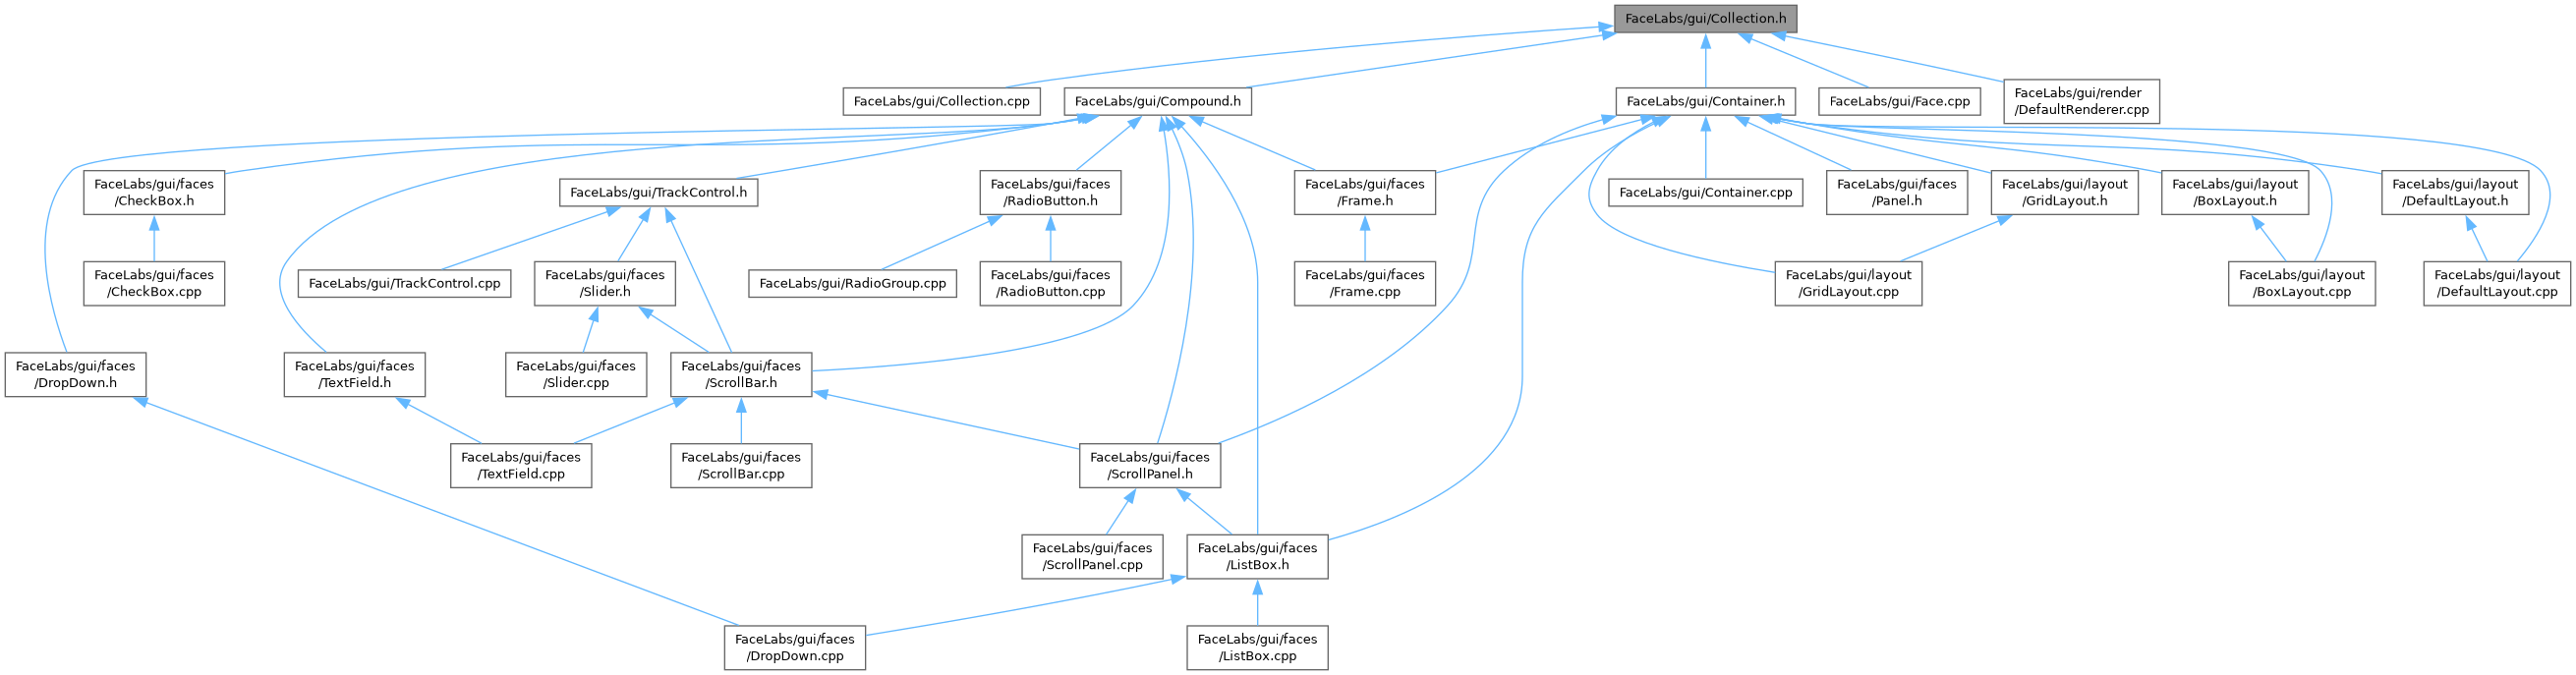 FaceLabs/gui/Collection.h
FaceLabs/gui/Collection.cpp
FaceLabs/gui/Compound.h
FaceLabs/gui/Container.h
FaceLabs/gui/Face.cpp
FaceLabs/gui/render
/DefaultRenderer.cpp
FaceLabs/gui/faces
/CheckBox.h
FaceLabs/gui/TrackControl.h
FaceLabs/gui/faces
/RadioButton.h
FaceLabs/gui/faces
/Frame.h
FaceLabs/gui/Container.cpp
FaceLabs/gui/faces
/Panel.h
FaceLabs/gui/layout
/GridLayout.h
FaceLabs/gui/layout
/BoxLayout.h
FaceLabs/gui/layout
/DefaultLayout.h
FaceLabs/gui/faces
/CheckBox.cpp
FaceLabs/gui/TrackControl.cpp
FaceLabs/gui/faces
/Slider.h
FaceLabs/gui/RadioGroup.cpp
FaceLabs/gui/faces
/RadioButton.cpp
FaceLabs/gui/faces
/Frame.cpp
FaceLabs/gui/layout
/GridLayout.cpp
FaceLabs/gui/layout
/BoxLayout.cpp
FaceLabs/gui/layout
/DefaultLayout.cpp
FaceLabs/gui/faces
/DropDown.h
FaceLabs/gui/faces
/TextField.h
FaceLabs/gui/faces
/Slider.cpp
FaceLabs/gui/faces
/ScrollBar.h
FaceLabs/gui/faces
/TextField.cpp
FaceLabs/gui/faces
/ScrollBar.cpp
FaceLabs/gui/faces
/ScrollPanel.h
FaceLabs/gui/faces
/ScrollPanel.cpp
FaceLabs/gui/faces
/ListBox.h
FaceLabs/gui/faces
/DropDown.cpp
FaceLabs/gui/faces
/ListBox.cpp